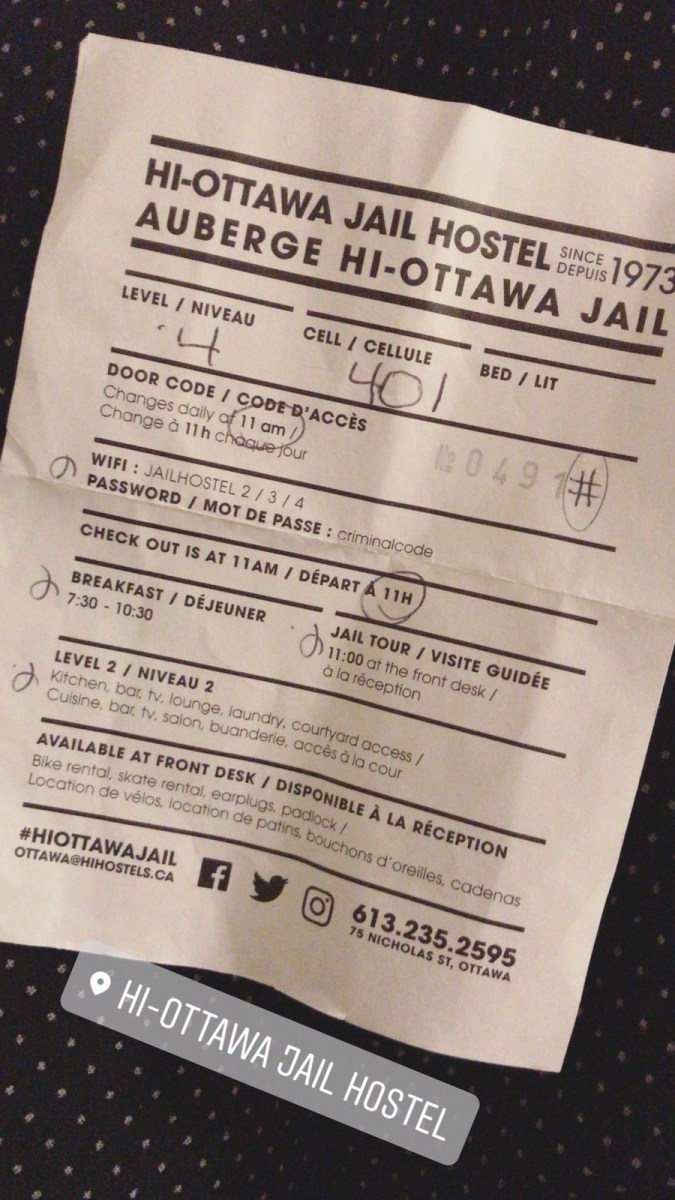 HI-OTTAWA JAIL HOSTEL SINCE DEPUIS 1973
AUBERGE HI-OTTAWA JAIL
LEVEL / NIVEAU
4
CELL / CELLULE
401
BED / LIT
DOOR CODE / CODE D'ACCÈS
Changes daily at 11 am /
Change à 11h chaque jour
№ 0491 #
WIFI : JAILHOSTEL 2 / 3 / 4
PASSWORD / MOT DE PASSE : criminalcode
CHECK OUT IS AT 11AM / DÉPART À 11H
BREAKFAST / DÉJEUNER
7:30 - 10:30
JAIL TOUR / VISITE GUIDÉE
11:00 at the front desk /
à la réception
LEVEL 2 / NIVEAU 2
Kitchen, bar, tv, lounge, laundry, courtyard access /
Cuisine, bar, tv, salon, buanderie, accès à la cour
AVAILABLE AT FRONT DESK / DISPONIBLE À LA RÉCEPTION
Bike rental, skate rental, earplugs, padlock /
Location de vélos, location de patins, bouchons d'oreilles, cadenas
#HIOTTAWAJAIL
OTTAWA@HIHOSTELS.CA
613.235.2595
75 NICHOLAS ST, OTTAWA
HI-OTTAWA JAIL HOSTEL